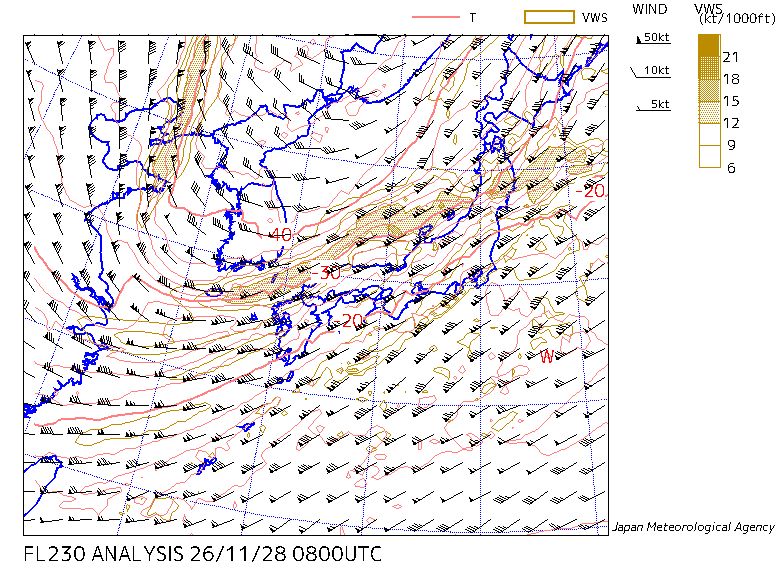 T
VWS
WIND
VWS
(kt/1000ft)
50kt
10kt
5kt
21
18
15
12
9
6
-20
-40
-30
-20
W
Japan Meteorological Agency
FL230 ANALYSIS 26/11/28 0800UTC